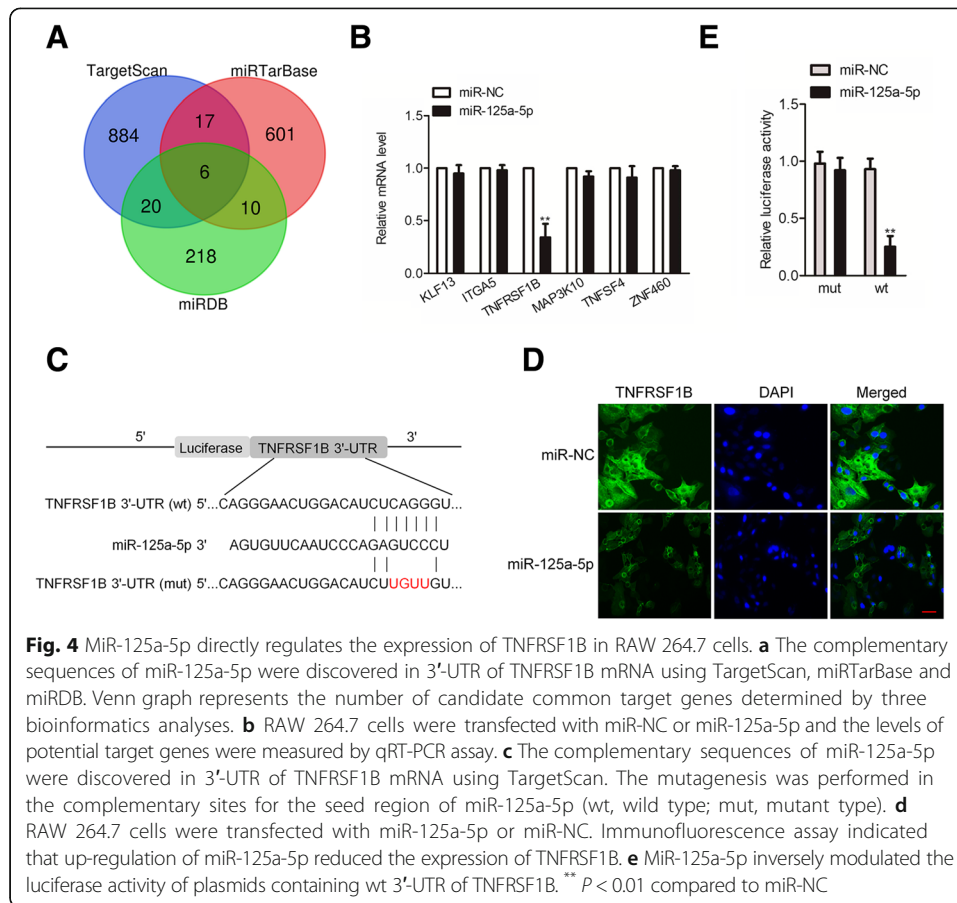 A
TargetScan
miRTarBase
884
17
601
6
20
10
218
miRDB
B
miR-NC
miR-125a-5p
Relative mRNA level
1.5
1.0
0.5
0.0
KLF13
ITGA5
TNFRSF1B
MAP3K10
TNFSF4
ZNF460
**
E
miR-NC
miR-125a-5p
Relative luciferase activity
1.5
1.0
0.5
0.0
**
mut
wt
C
5'
Luciferase
TNFRSF1B 3'-UTR
3'
TNFRSF1B 3'-UTR (wt) 5'...CAGGGAACUGGACAUCUCAGGGU...
miR-125a-5p 3' AGUGUUCAAUCCCAGAGUCCCU
TNFRSF1B 3'-UTR (mut) 5'...CAGGGAACUGGACAUCUUGUUGU...
D
TNFRSF1B DAPI Merged
miR-NC
miR-125a-5p
Fig. 4 MiR-125a-5p directly regulates the expression of TNFRSF1B in RAW 264.7 cells. a The complementary
sequences of miR-125a-5p were discovered in 3′-UTR of TNFRSF1B mRNA using TargetScan, miRTarBase and
miRDB. Venn graph represents the number of candidate common target genes determined by three
bioinformatics analyses. b RAW 264.7 cells were transfected with miR-NC or miR-125a-5p and the levels of
potential target genes were measured by qRT-PCR assay. c The complementary sequences of miR-125a-5p
were discovered in 3′-UTR of TNFRSF1B mRNA using TargetScan. The mutagenesis was performed in
the complementary sites for the seed region of miR-125a-5p (wt, wild type; mut, mutant type). d
RAW 264.7 cells were transfected with miR-125a-5p or miR-NC. Immunofluorescence assay indicated
that up-regulation of miR-125a-5p reduced the expression of TNFRSF1B. e MiR-125a-5p inversely modulated the
luciferase activity of plasmids containing wt 3′-UTR of TNFRSF1B. ** P < 0.01 compared to miR-NC